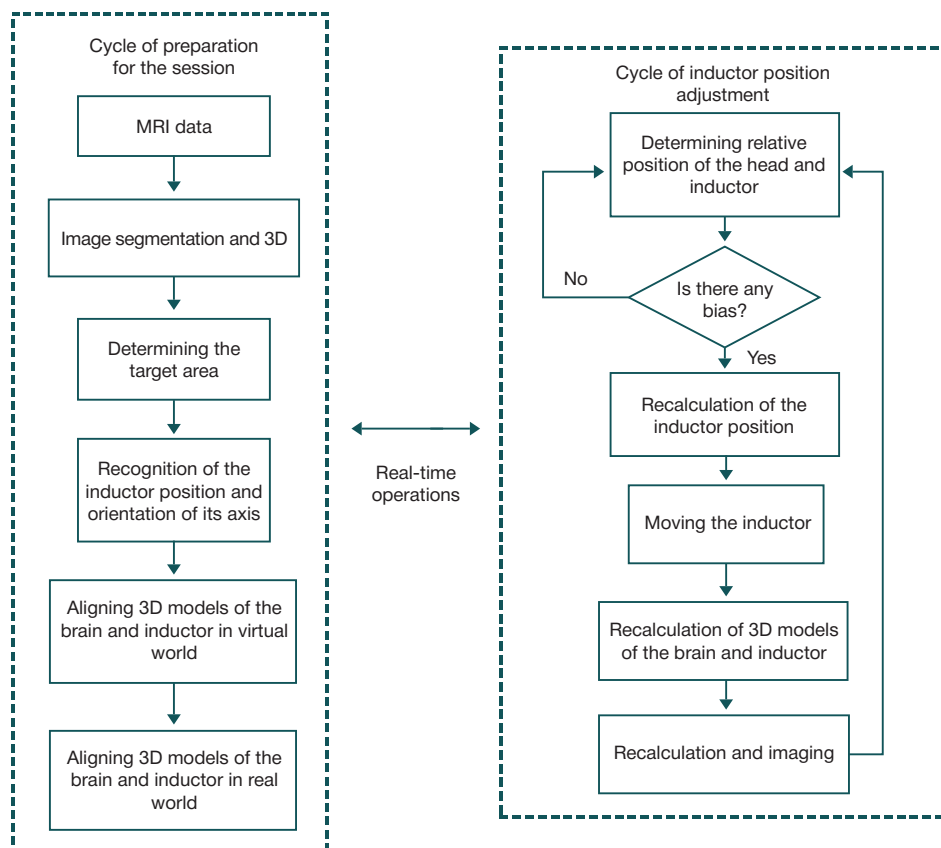 Cycle of preparation
for the session
MRI data
Image segmentation and 3D
Determining the
target area
Recognition of the
inductor position and
orientation of its axis
Aligning 3D models of the
brain and inductor in virtual
world
Aligning 3D models of the
brain and inductor in real
world
Real-time
operations
Cycle of inductor position
adjustment
Determining relative
position of the head and
inductor
Is there any
bias?
No
Yes
Recalculation of the
inductor position
Moving the inductor
Recalculation of 3D models
of the brain and inductor
Recalculation and imaging